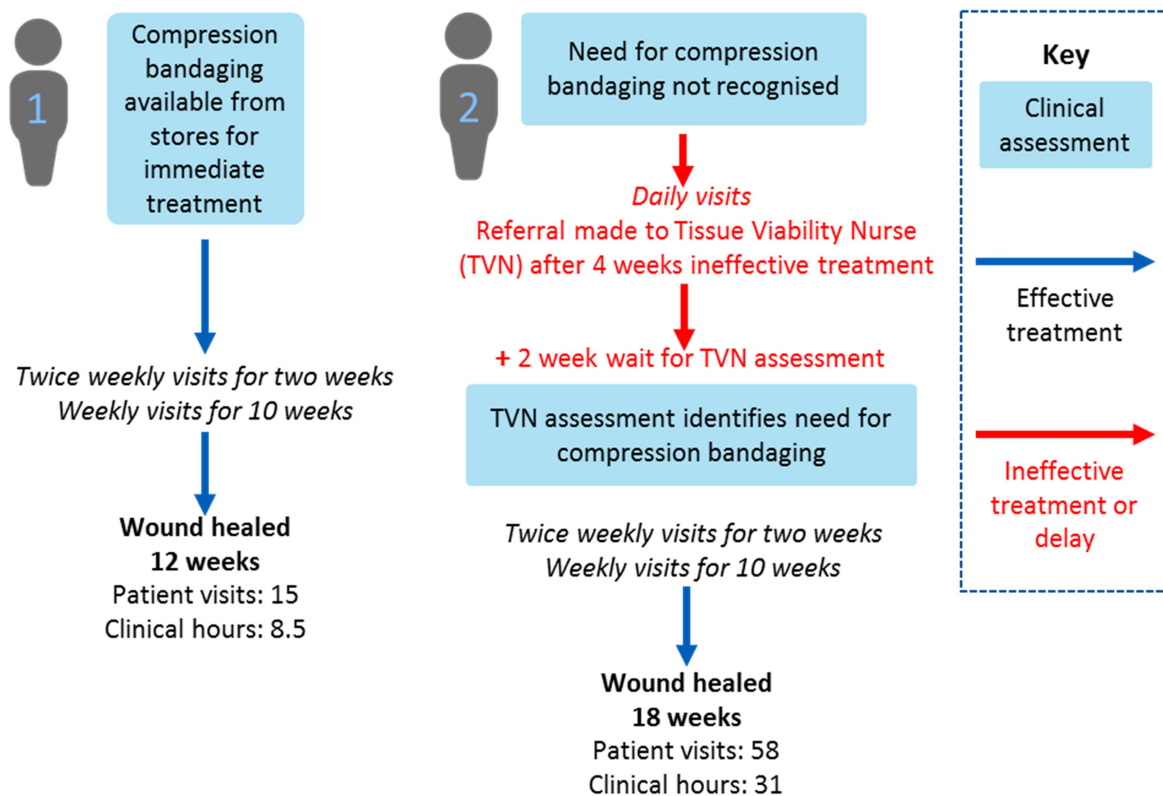 1
Compression
bandaging
available from
stores for
immediate
treatment
Twice weekly visits for two weeks
Weekly visits for 10 weeks
Wound healed
12 weeks
Patient visits: 15
Clinical hours: 8.5
2
Need for compression
bandaging not recognised
Daily visits
Referral made to Tissue Viability Nurse
(TVN) after 4 weeks ineffective treatment
+ 2 week wait for TVN assessment
TVN assessment identifies need for
compression bandaging
Twice weekly visits for two weeks
Weekly visits for 10 weeks
Wound healed
18 weeks
Patient visits: 58
Clinical hours: 31
Key
Clinical
assessment
Effective
treatment
Ineffective
treatment or
delay